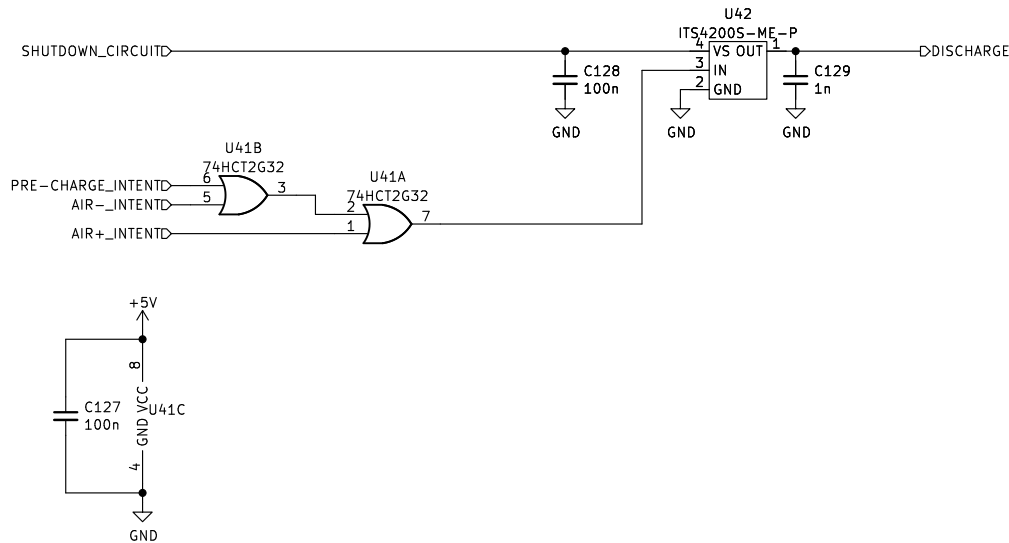 U42
ITS4200S-ME-P
SHUTDOWN_CIRCUIT
4 VS OUT 1
DISCHARGE
3 IN
2 GND
C128
100n
C129
1n
GND
GND
GND
U41B
74HCT2G32
PRE-CHARGE_INTENT 6
3
AIR-_INTENT 5
U41A
74HCT2G32
2
7
AIR+_INTENT 1
+5V
8
VCC
C127
100n
U41C
GND
4
GND